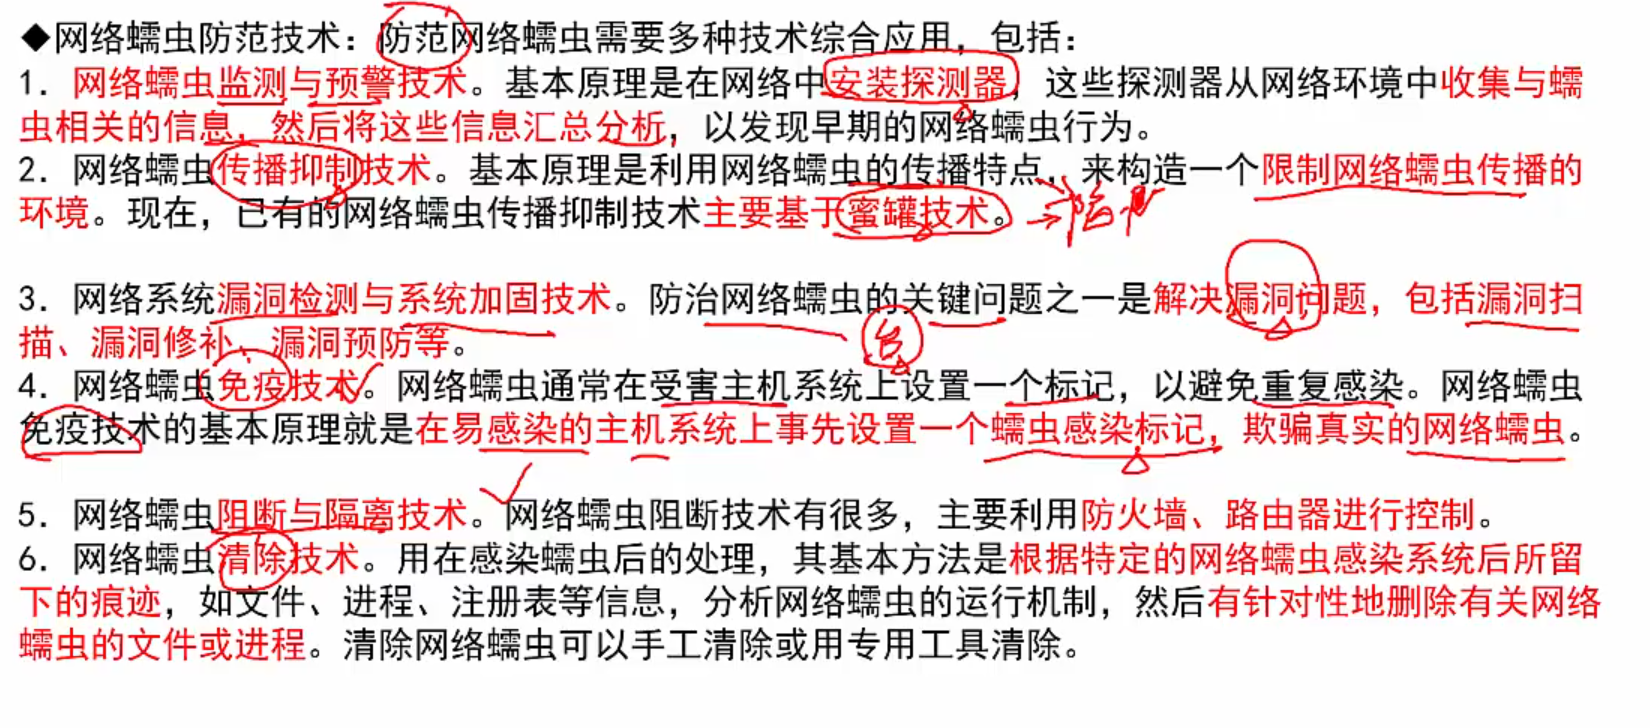 ◆网络蠕虫防范技术：防范网络蠕虫需要多种技术综合应用，包括：
1．网络蠕虫监测与预警技术。基本原理是在网络中安装探测器，这些探测器从网络环境中收集与蠕
虫相关的信息，然后将这些信息汇总分析，以发现早期的网络蠕虫行为。
2．网络蠕虫传播抑制技术。基本原理是利用网络蠕虫的传播特点，来构造一个限制网络蠕虫传播的
环境。现在，已有的网络蠕虫传播抑制技术主要基于蜜罐技术。
3．网络系统漏洞检测与系统加固技术。防治网络蠕虫的关键问题之一是解决漏洞问题，包括漏洞扫
描、漏洞修补、漏洞预防等。
4．网络蠕虫免疫技术。网络蠕虫通常在受害主机系统上设置一个标记，以避免重复感染。网络蠕虫
免疫技术的基本原理就是在易感染的主机系统上事先设置一个蠕虫感染标记，欺骗真实的网络蠕虫。
5．网络蠕虫阻断与隔离技术。网络蠕虫阻断技术有很多，主要利用防火墙、路由器进行控制。
6．网络蠕虫清除技术。用在感染蠕虫后的处理，其基本方法是根据特定的网络蠕虫感染系统后所留
下的痕迹，如文件、进程、注册表等信息，分析网络蠕虫的运行机制，然后有针对性地删除有关网络
蠕虫的文件或进程。清除网络蠕虫可以手工清除或用专用工具清除。